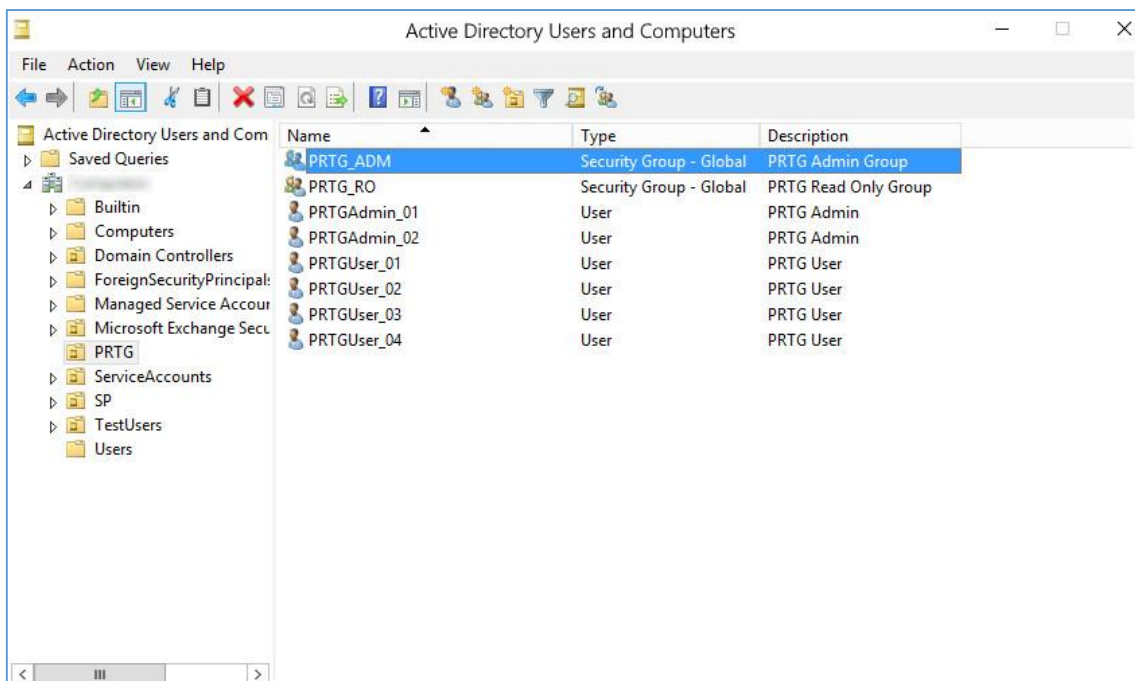 Active Directory Users and Computers
File Action View Help
Active Directory Users and Com
Saved Queries
Builtin
Computers
Domain Controllers
ForeignSecurityPrincipal:
Managed Service Accour
Microsoft Exchange Secu
PRTG
ServiceAccounts
SP
TestUsers
Users
Name Type Description
PRTG_ADM Security Group - Global PRTG Admin Group
PRTG_RO Security Group - Global PRTG Read Only Group
PRTGAdmin_01 User PRTG Admin
PRTGAdmin_02 User PRTG Admin
PRTGUser_01 User PRTG User
PRTGUser_02 User PRTG User
PRTGUser_03 User PRTG User
PRTGUser_04 User PRTG User